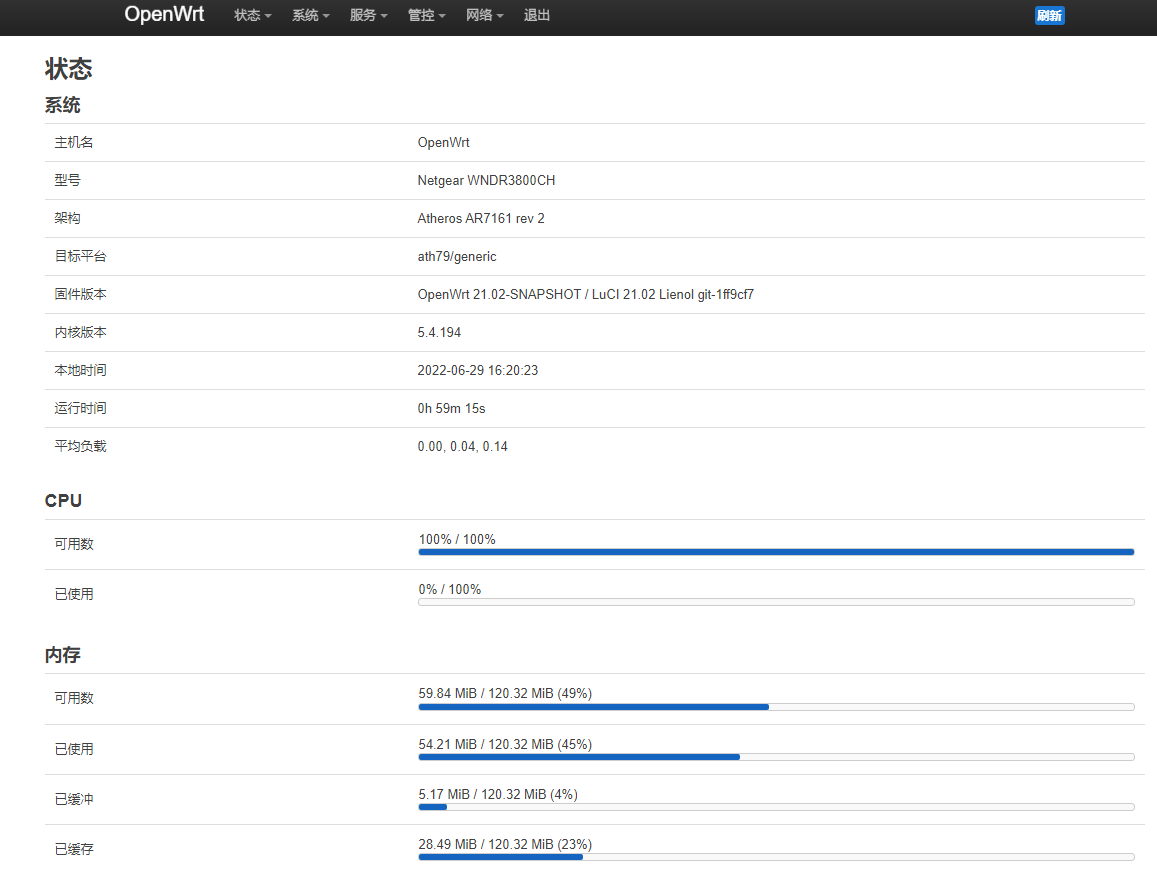 OpenWrt 状态 系统 服务 管控 网络 退出 刷新
状态
系统
主机名 OpenWrt
型号 Netgear WNDR3800CH
架构 Atheros AR7161 rev 2
目标平台 ath79/generic
固件版本 OpenWrt 21.02-SNAPSHOT / LuCI 21.02 Lienol git-1ff9cf7
内核版本 5.4.194
本地时间 2022-06-29 16:20:23
运行时间 0h 59m 15s
平均负载 0.00, 0.04, 0.14
CPU
可用数 100% / 100%
已使用 0% / 100%
内存
可用数 59.84 MiB / 120.32 MiB (49%)
已使用 54.21 MiB / 120.32 MiB (45%)
已缓冲 5.17 MiB / 120.32 MiB (4%)
已缓存 28.49 MiB / 120.32 MiB (23%)